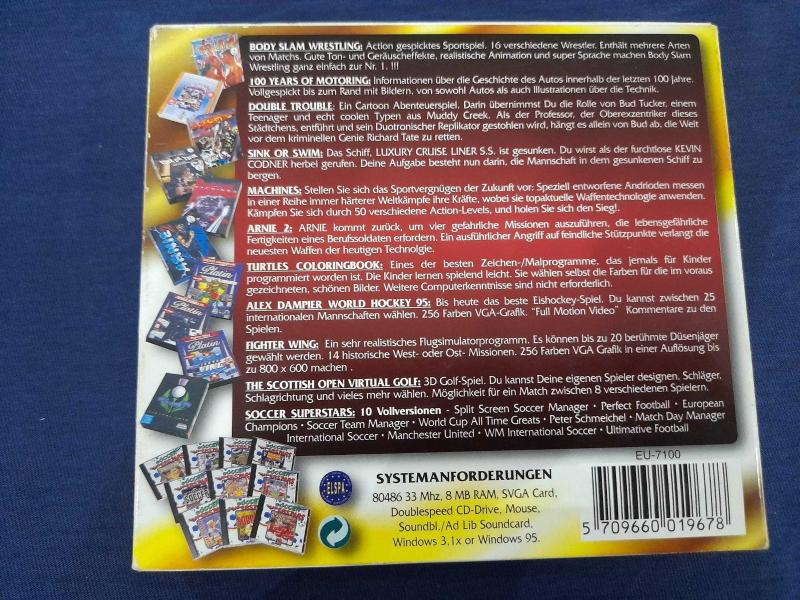 BODY SLAM WRESTLING: Action gespicktes Sportspiel. 16 verschiedene Wrestler. Enthält mehrere Arten
von Matchs. Gute Ton- und Geräuscheffekte, realistische Animation und super Sprache machen Body Slam
Wrestling ganz einfach zur Nr. 1. !!!
100 YEARS OF MOTORING: Informationen über die Geschichte des Autos innerhalb der letzten 100 Jahre.
Vollgespickt bis zum Rand mit Bildern, von sowohl Autos als auch Illustrationen über die Technik.
DOUBLE TROUBLE: Ein Cartoon Abenteuerspiel. Darin übernimmst Du die Rolle von Bud Tucker, einem
Teenager und echt coolen Typen aus Muddy Creek. Als der Professor, der Oberexzentriker dieses
Städtchens, entführt und sein Duotronischer Replikator gestohlen wird, hängt es allein von Bud ab, die Welt
vor dem kriminellen Genie Richard Tate zu retten.
SINK OR SWIM: Das Schiff, LUXURY CRUISE LINER S.S. ist gesunken. Du wirst als der furchtlose KEVIN
CODNER herbei gerufen. Deine Aufgabe besteht nun darin, die Mannschaft in dem gesunkenen Schiff zu
bergen.
MACHINES: Stellen Sie sich das Sportvergnügen der Zukunft vor: Speziell entworfene Andrioden messen
in einer Reihe immer härterer Weltkämpfe ihre Kräfte, wobei sie topaktuelle Waffentechnologie anwenden.
Kämpfen Sie sich durch 50 verschiedene Action-Levels, und holen Sie sich den Sieg!.
ARNIE 2: ARNIE kommt zurück, um vier gefahrliche Missionen auszuführen, die lebensgefährliche
Fertigkeiten eines Berufssoldaten erfordern. Ein ausführlicher Angriff auf feindliche Stützpunkte verlangt die
neuesten Waffen der heutigen Technolgie.
TURTLES COLORINGBOOK: Eines der besten Zeichen-/Malprogramme, das jemals für Kinder
programmiert worden ist. Die Kinder lernen spielend leicht. Sie wählen selbst die Farben für die im voraus
gezeichneten, schönen Bilder. Weitere Computerkenntnisse sind nicht erforderlich.
ALEX DAMPIER WORLD HOCKEY 95: Bis heute das beste Eishockey-Spiel. Du kannst zwischen 25
internationalen Mannschaften wählen. 256 Farben VGA-Grafik. "Full Motion Video" Kommentare zu den
Spielen.
FIGHTER WING: Ein sehr realistisches Flugsimulatorprogramm. Es können bis zu 20 berühmte Düsenjäger
gewählt werden. 14 historische West- oder Ost- Missionen. 256 Farben VGA Grafik in einer Auflösung bis
zu 800 x 600 machen .
THE SCOTTISH OPEN VIRTUAL GOLF: 3D Golf-Spiel. Du kannst Deine eigenen Spieler designen, Schläger,
Schlagrichtung und vieles mehr wählen. Möglichkeit für ein Match zwischen 8 verschiedenen Spielern.
SOCCER SUPERSTARS: 10 Vollversionen - Split Screen Soccer Manager • Perfect Football • European
Champions • Soccer Team Manager • World Cup All Time Greats • Peter Schmeichel • Match Day Manager
International Soccer • Manchester United • WM International Soccer • Ultimative Football
EU-7100
ELSPA
SYSTEMANFORDERUNGEN
80486 33 Mhz, 8 MB RAM, SVGA Card,
Doublespeed CD-Drive, Mouse,
Soundbl./Ad Lib Soundcard,
Windows 3.1x or Windows 95.
5 709660 019678
Platin
Platin
Platin